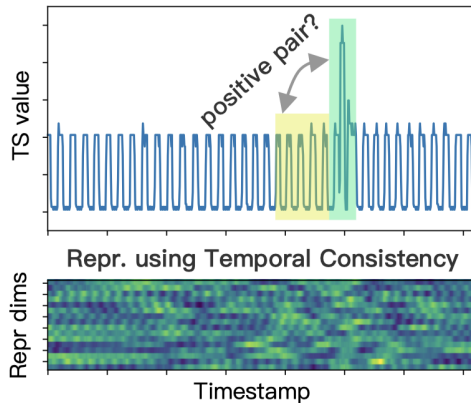 positive pair?
TS value
Repr. using Temporal Consistency
Repr dims
Timestamp